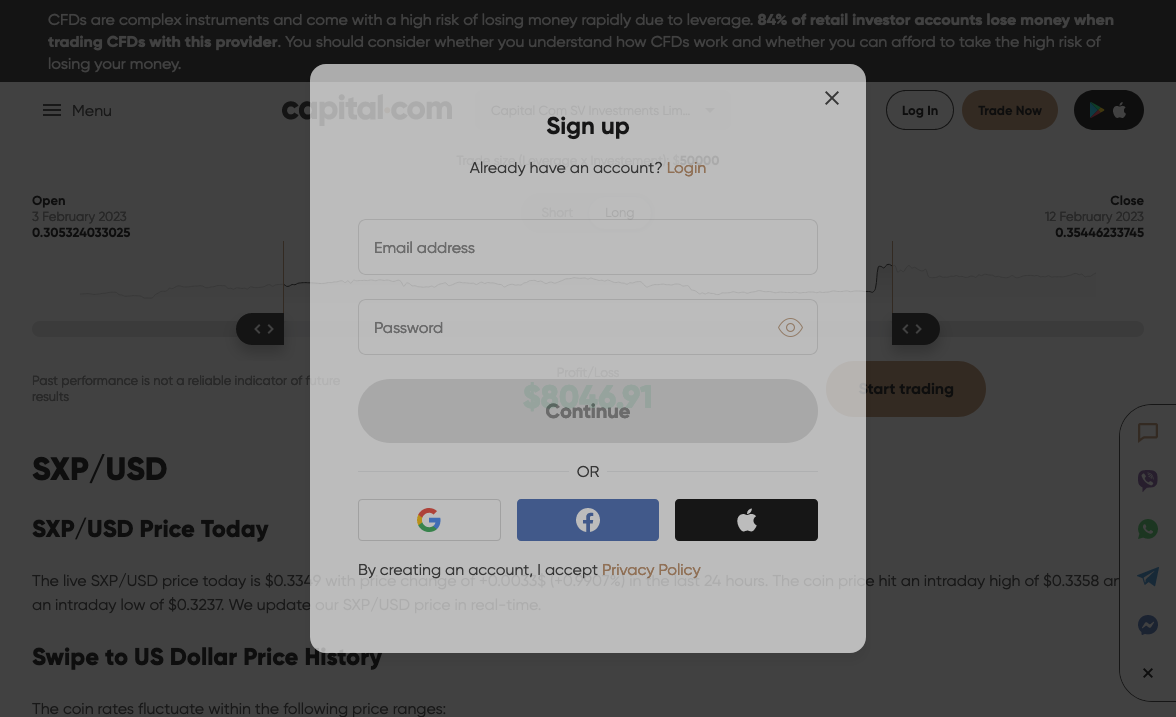 CFDs are complex instruments and come with a high risk of losing money rapidly due to leverage. 84% of retail investor accounts lose money when
trading CFDs with this provider. You should consider whether you understand how CFDs work and whether you can afford to take the high risk of
losing your money.
Menu
capital.com
Capital Com SV Investments Lim...
Log In
Trade Now
Sign up
$50000
Already have an account? Login
Open
3 February 2023
0.305324033025
Short
Long
Close
12 February 2023
0.35446233745
Email address
Password
Past performance is not a reliable indicator of future
results
Profit/Loss
$8046.91
Continue
Start trading
OR
SXP/USD
SXP/USD Price Today
By creating an account, I accept Privacy Policy
The live SXP/USD price today is $0.3349 with price change of +0.0033$ (+0.9907%) in the last 24 hours. The coin price hit an intraday high of $0.3358 an
an intraday low of $0.3237. We update our SXP/USD price in real-time.
Swipe to US Dollar Price History
The coin rates fluctuate within the following price ranges: